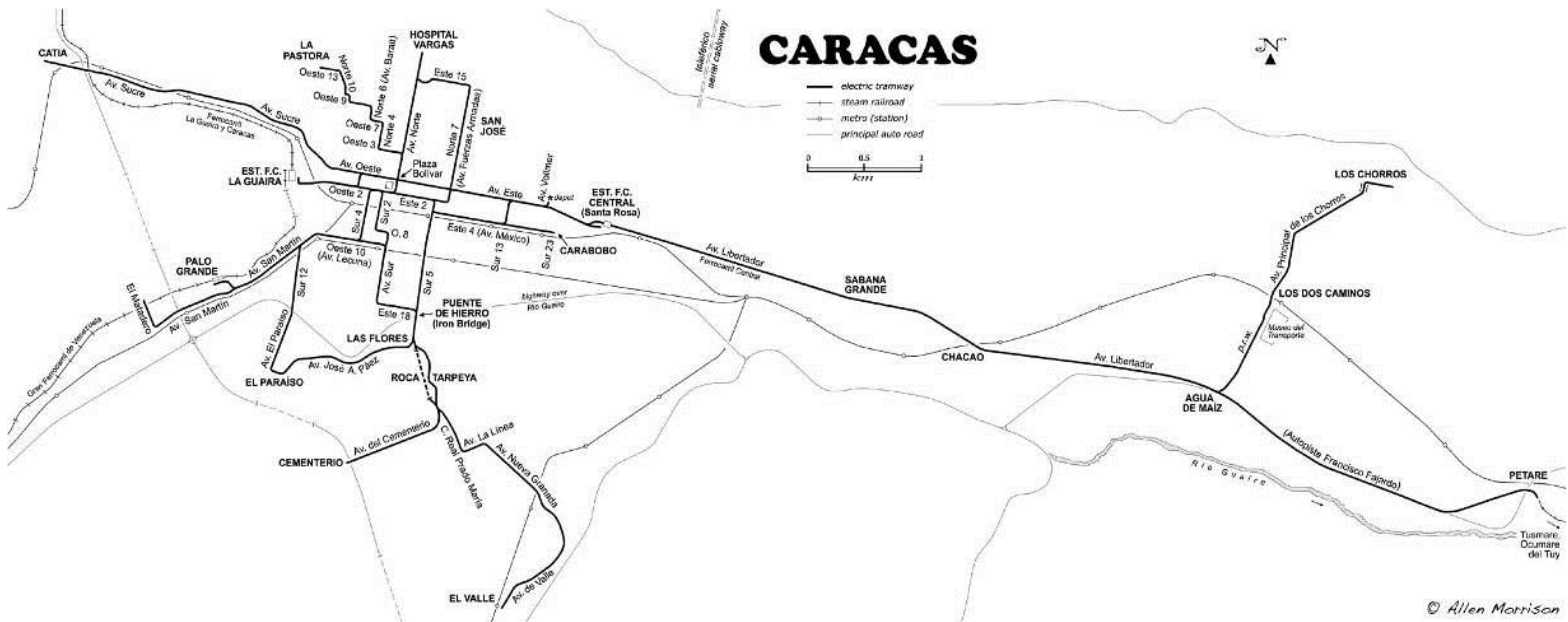 CARACAS
electric tramway
steam railroad
metro (station)
principal auto road
0 0.5 1
km
N
teleférico
aerial cableway
CATIA
Av. Sucre
Av. Sucre
Ferrocarril
La Guaira y Caracas
LA
PASTORA
Oeste 13
Norte 10
Oeste 9
Oeste 7
Oeste 3
Norte 6 (Av. Baralt)
Norte 4
HOSPITAL
VARGAS
Av. Norte
Este 15
SAN
JOSÉ
Norte 7
(Av. Fuerzas Armadas)
Plaza
Bolívar
Av. Oeste
EST. F.C.
LA GUAIRA
Oeste 2
Sur 4
Sur 2
Este 2
O. 8
Av. Este
Av. Vollmer
depot
EST. F.C.
CENTRAL
(Santa Rosa)
Este 4 (Av. México)
Sur 13
Sur 23
CARABOBO
Oeste 10
(Av. Lecuna)
Av. Sur
Sur 5
Este 18
PUENTE
DE HIERRO
(Iron Bridge)
highway over
Río Guaire
PALO
GRANDE
Av. San Martín
El Matadero
Av. San Martín
Gran Ferrocarril de Venezuela
Sur 12
Av. El Paraíso
EL PARAÍSO
Av. José A. Páez
LAS FLORES
ROCA TARPEYA
Av. del Cementerio
CEMENTERIO
C. Real Prado María
Av. La Línea
Av. Nueva Granada
Av. de Valle
EL VALLE
Av. Libertador
Ferrocarril Central
SABANA
GRANDE
CHACAO
Av. Libertador
AGUA
DE MAÍZ
p.r.w.
Museo del
Transporte
LOS DOS CAMINOS
Av. Principal de los Chorros
LOS CHORROS
(Autopiste Francisco Fajardo)
Río Guaire
PETARE
Tusmare,
Ocumare
del Tuy
© Allen Morrison